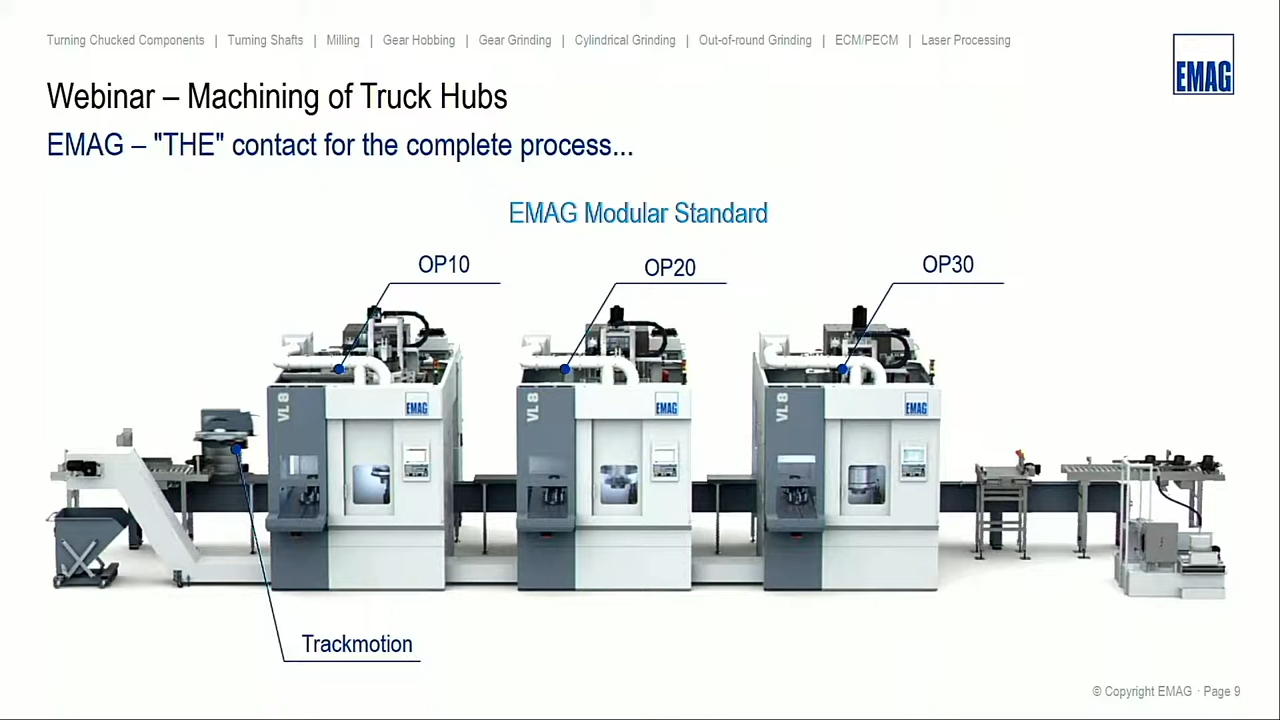 Turning Chucked Components | Turning Shafts | Milling | Gear Hobbing | Gear Grinding | Cylindrical Grinding | Out-of-round Grinding | ECM/PECM | Laser Processing
EMAG
Webinar – Machining of Truck Hubs
EMAG – "THE" contact for the complete process...
EMAG Modular Standard
OP10
OP20
OP30
VL 8
EMAG
VL 8
EMAG
VL 8
EMAG
Trackmotion
© Copyright EMAG · Page 9